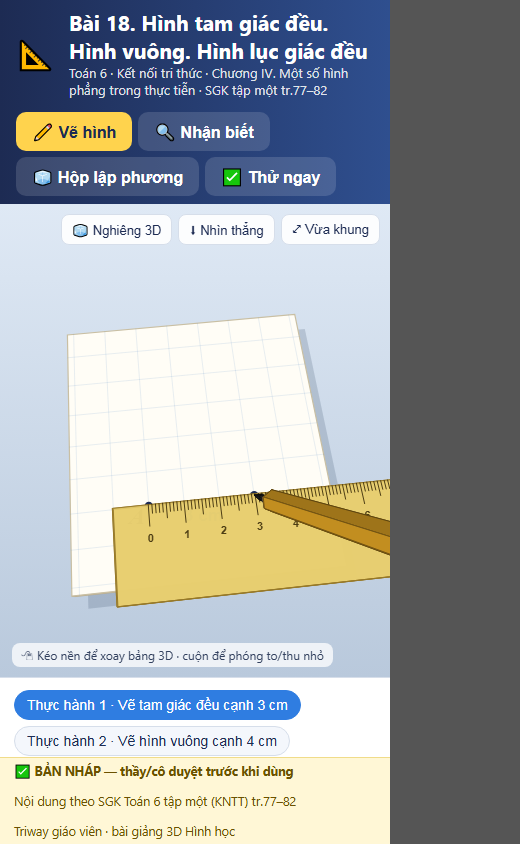 Bài 18. Hình tam giác đều.
Hình vuông. Hình lục giác đều
Toán 6 · Kết nối tri thức · Chương IV. Một số hình
phẳng trong thực tiễn · SGK tập một tr.77–82
Vẽ hình
Nhận biết
Hộp lập phương
Thử ngay
Nghiêng 3D
Nhìn thẳng
Vừa khung
0 1 2 3 4
Kéo nền để xoay bảng 3D · cuộn để phóng to/thu nhỏ
Thực hành 1 · Vẽ tam giác đều cạnh 3 cm
Thực hành 2 · Vẽ hình vuông cạnh 4 cm
BẢN NHÁP — thầy/cô duyệt trước khi dùng
Nội dung theo SGK Toán 6 tập một (KNTT) tr.77–82
Triway giáo viên · bài giảng 3D Hình học